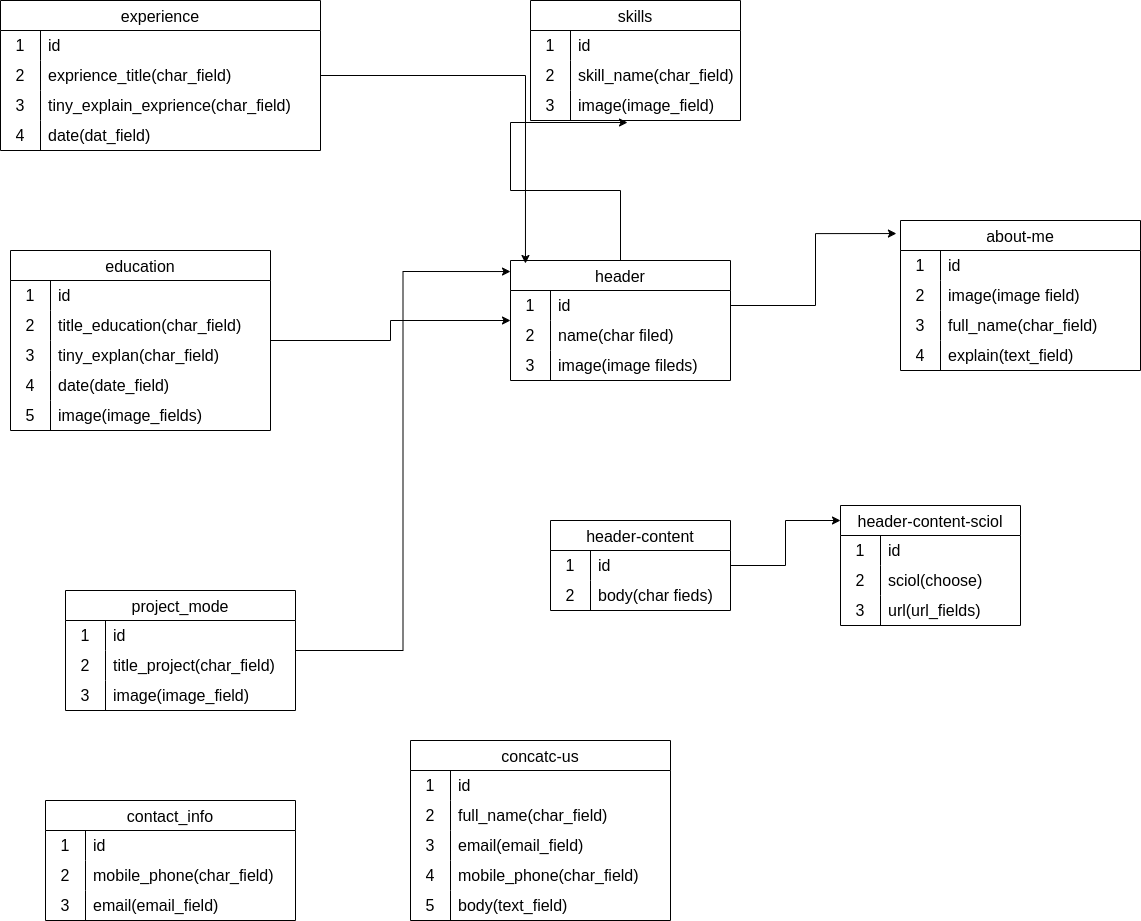 experience
1 id
2 exprience_title(char_field)
3 tiny_explain_exprience(char_field)
4 date(dat_field)
skills
1 id
2 skill_name(char_field)
3 image(image_field)
education
1 id
2 title_education(char_field)
3 tiny_explan(char_field)
4 date(date_field)
5 image(image_fields)
header
1 id
2 name(char filed)
3 image(image fileds)
about-me
1 id
2 image(image field)
3 full_name(char_field)
4 explain(text_field)
header-content
1 id
2 body(char fieds)
header-content-sciol
1 id
2 sciol(choose)
3 url(url_fields)
project_mode
1 id
2 title_project(char_field)
3 image(image_field)
concatc-us
1 id
2 full_name(char_field)
3 email(email_field)
4 mobile_phone(char_field)
5 body(text_field)
contact_info
1 id
2 mobile_phone(char_field)
3 email(email_field)